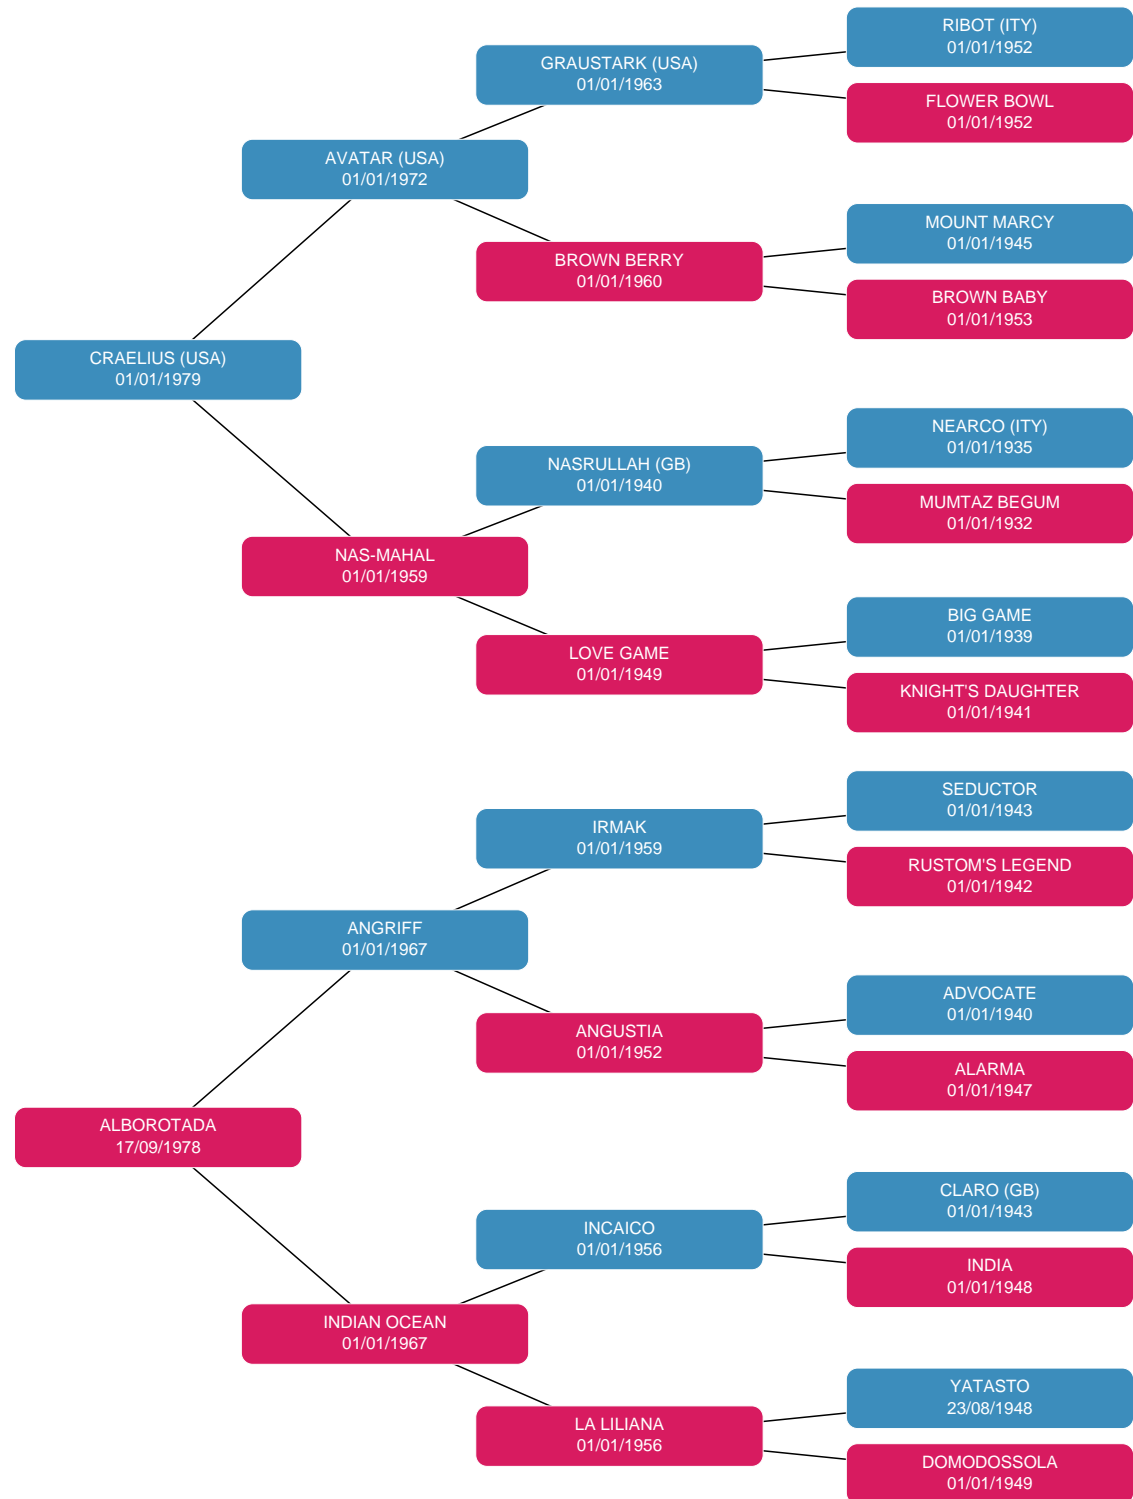 RIBOT (ITY)
01/01/1952
GRAUSTARK (USA)
01/01/1963
FLOWER BOWL
01/01/1952
AVATAR (USA)
01/01/1972
MOUNT MARCY
01/01/1945
BROWN BERRY
01/01/1960
BROWN BABY
01/01/1953
CRAELIUS (USA)
01/01/1979
NEARCO (ITY)
01/01/1935
NASRULLAH (GB)
01/01/1940
MUMTAZ BEGUM
01/01/1932
NAS-MAHAL
01/01/1959
BIG GAME
01/01/1939
LOVE GAME
01/01/1949
KNIGHT'S DAUGHTER
01/01/1941
SEDUCTOR
01/01/1943
IRMAK
01/01/1959
RUSTOM'S LEGEND
01/01/1942
ANGRIFF
01/01/1967
ADVOCATE
01/01/1940
ANGUSTIA
01/01/1952
ALARMA
01/01/1947
ALBOROTADA
17/09/1978
CLARO (GB)
01/01/1943
INCAICO
01/01/1956
INDIA
01/01/1948
INDIAN OCEAN
01/01/1967
YATASTO
23/08/1948
LA LILIANA
01/01/1956
DOMODOSSOLA
01/01/1949